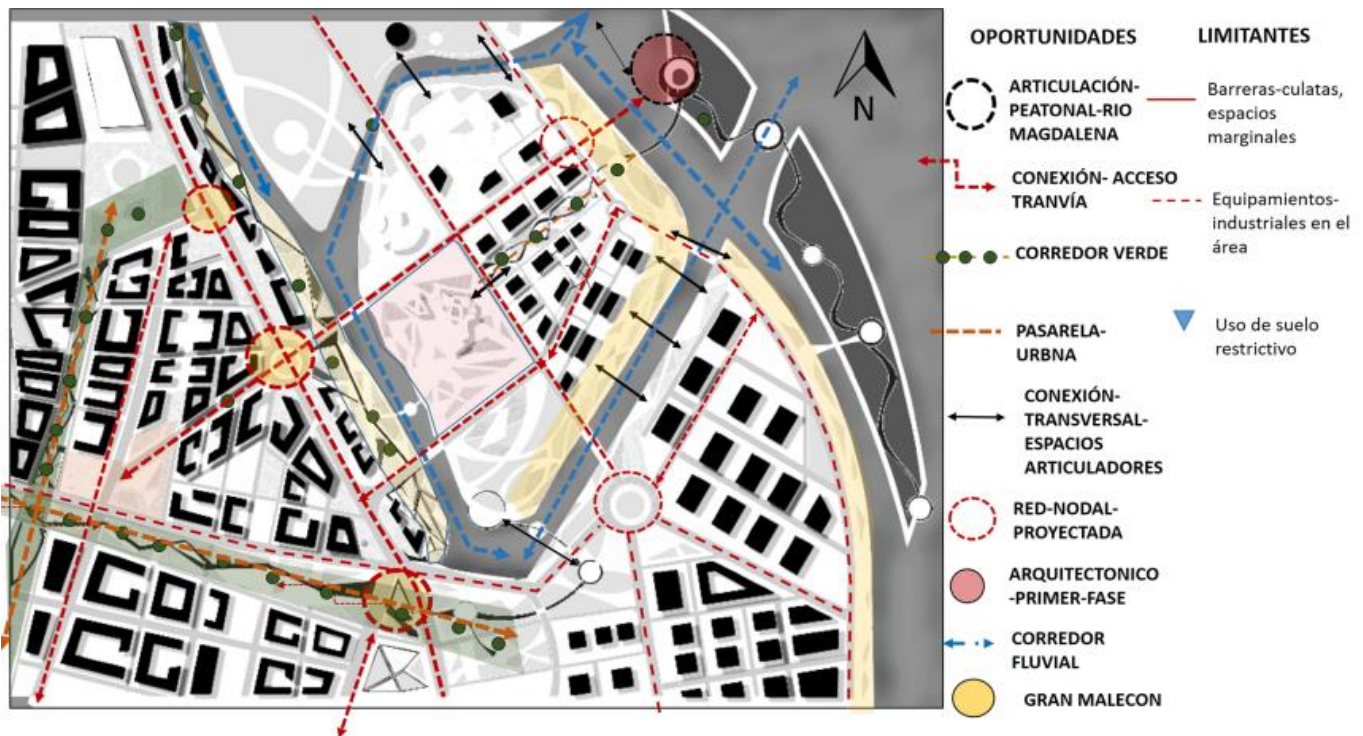 OPORTUNIDADES
ARTICULACIÓN-
PEATONAL-RIO
MAGDALENA
CONEXIÓN- ACCESO
TRANVÍA
CORREDOR VERDE
PASARELA-
URBNA
CONEXIÓN-
TRANSVERSAL-
ESPACIOS
ARTICULADORES
RED-NODAL-
PROYECTADA
ARQUITECTONICO
-PRIMER-FASE
CORREDOR
FLUVIAL
GRAN MALECON
LIMITANTES
Barreras-culatas,
espacios
marginales
Equipamientos-
industriales en el
área
Uso de suelo
restrictivo
N